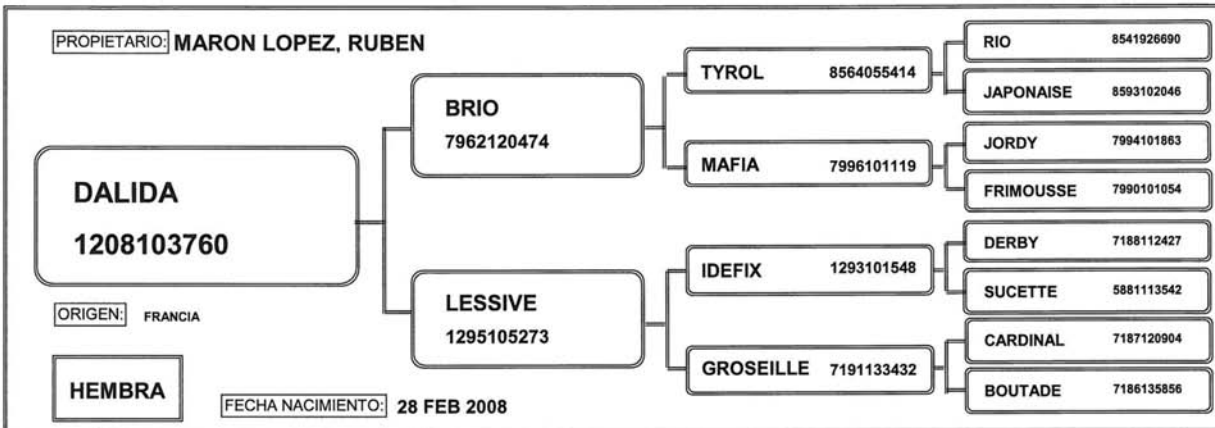 PROPIETARIO: MARON LOPEZ, RUBEN
DALIDA
1208103760
ORIGEN: FRANCIA
HEMBRA
FECHA NACIMIENTO: 28 FEB 2008
BRIO
7962120474
LESSIVE
1295105273
TYROL 8564055414
MAFIA 7996101119
IDEFIX 1293101548
GROSEILLE 7191133432
RIO 8541926690
JAPONAISE 8593102046
JORDY 7994101863
FRIMOUSSE 7990101054
DERBY 7188112427
SUCETTE 5881113542
CARDINAL 7187120904
BOUTADE 7186135856